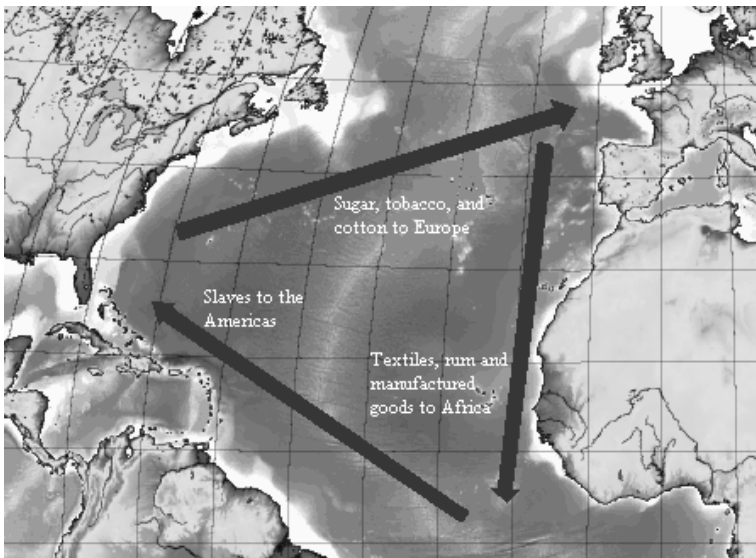 Sugar, tobacco, and
cotton to Europe
Slaves to the
Americas
Textiles, rum and
manufactured
goods to Africa